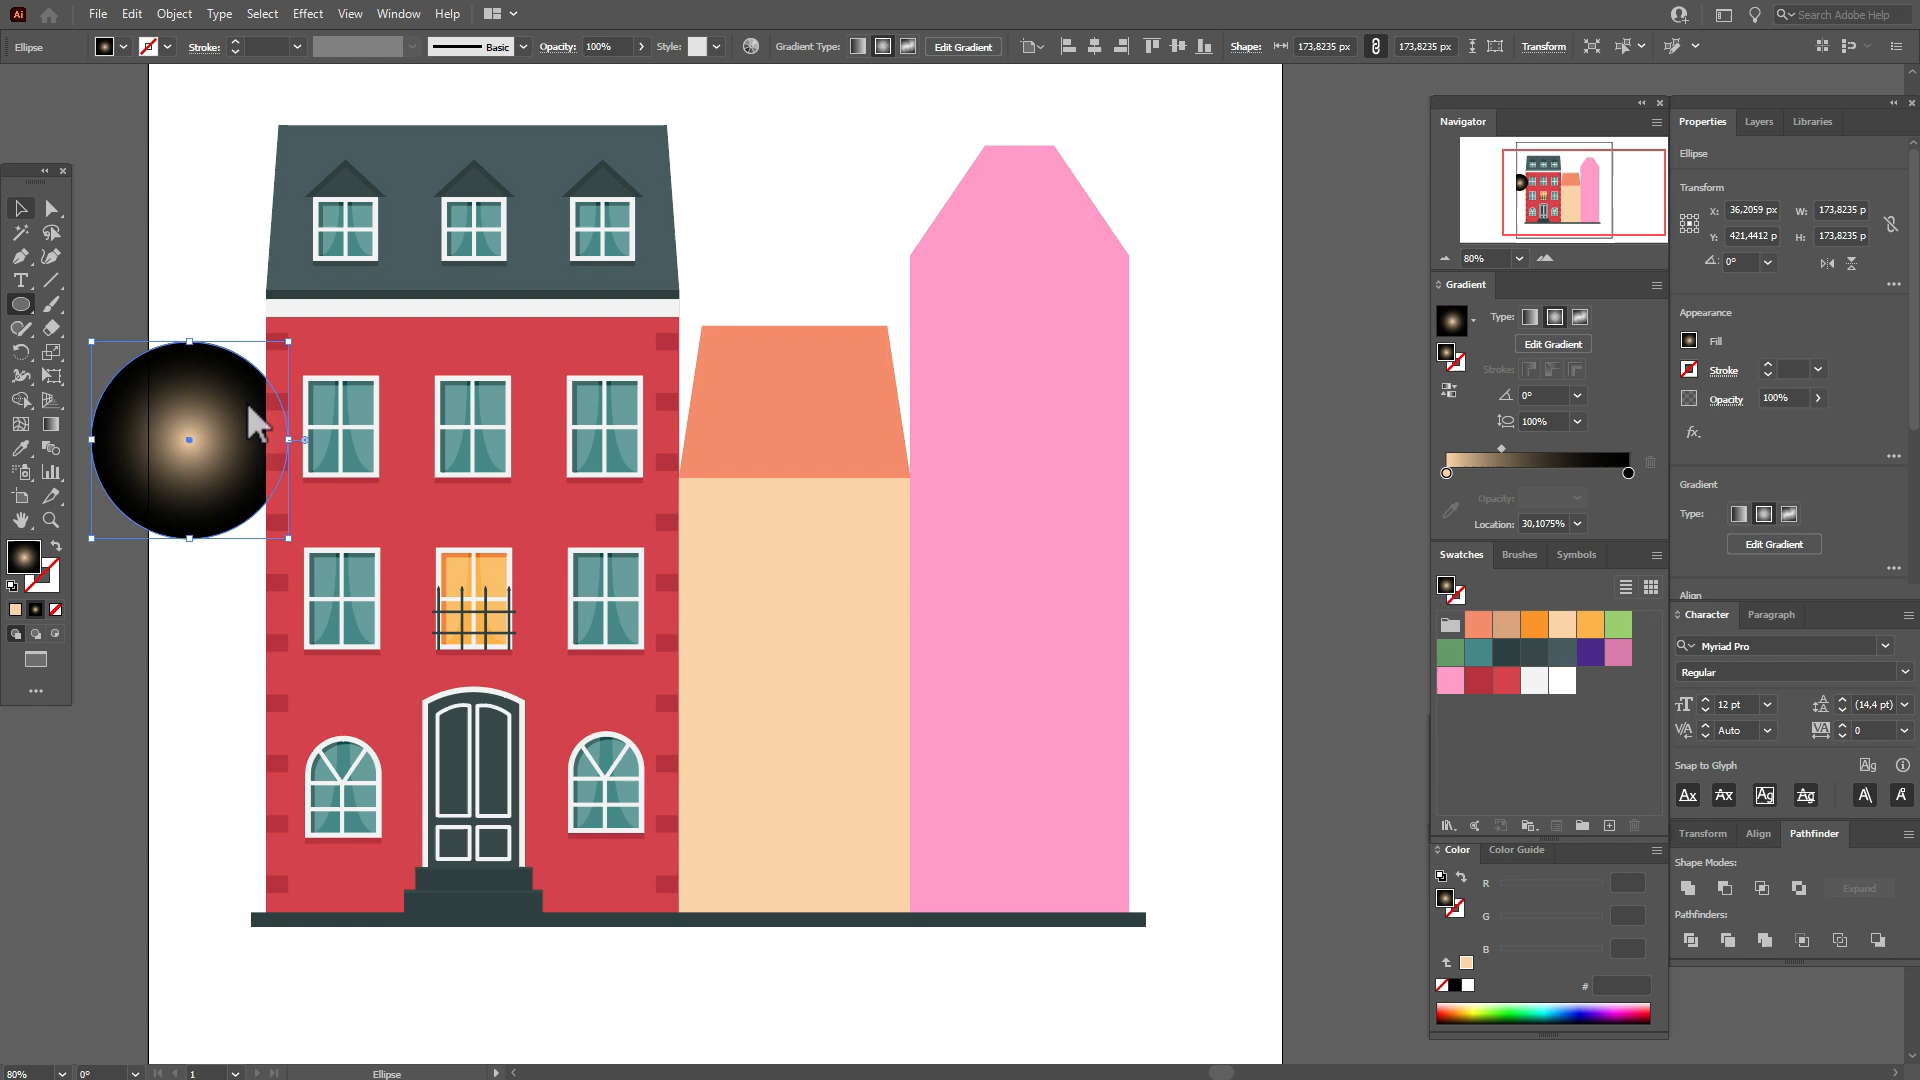 Ai File Edit Object Type Select Effect View Window Help Search Adobe Help
Ellipse Stroke: Basic Opacity: 100% Style: Gradient Type: Edit Gradient Shape: 173,8235 px 173,8235 px Transform
Navigator
80%
Gradient
Type:
Edit Gradient
Stroke:
0°
100%
Opacity:
Location: 30,1075%
Swatches Brushes Symbols
Color Color Guide
R
G
B
#
Properties Layers Libraries
Ellipse
Transform
X: 36,2059 px W: 173,8235 p
Y: 421,4412 p H: 173,8235 p
0°
Appearance
Fill
Stroke
Opacity 100%
fx.
Gradient
Type:
Edit Gradient
Align
Character Paragraph
Myriad Pro
Regular
12 pt (14,4 pt)
Auto 0
Snap to Glyph
Transform Align Pathfinder
Shape Modes:
Expand
Pathfinders:
80% 0° 1 Ellipse